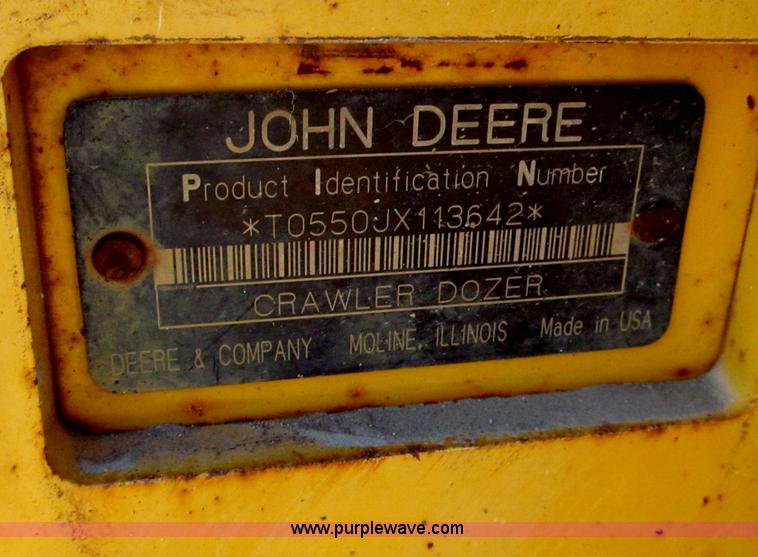 JOHN DEERE
Product Identification Number
*T0550JX113642*
CRAWLER DOZER
DEERE & COMPANY MOLINE, ILLINOIS Made in USA
www.purplewave.com